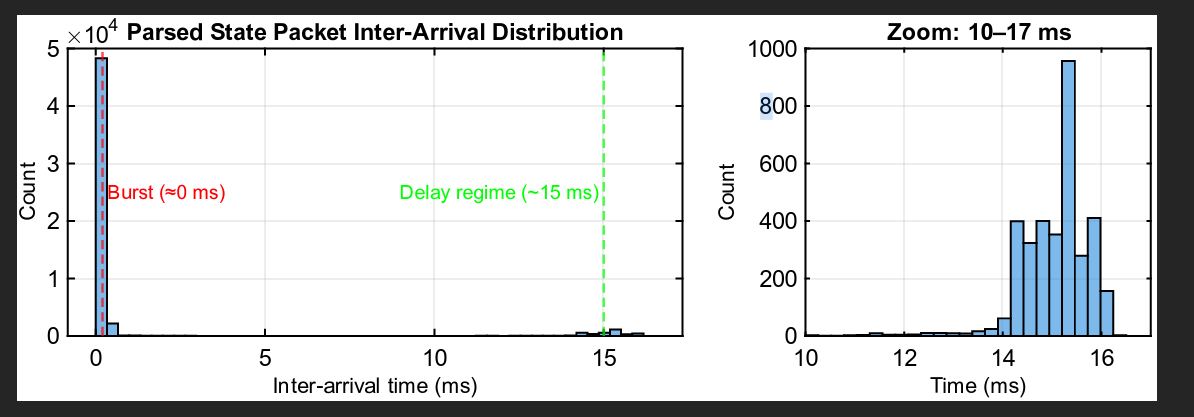 ×10⁴ Parsed State Packet Inter-Arrival Distribution
5
4
3
2
1
0
Count
Burst (≈0 ms)
Delay regime (~15 ms)
0 5 10 15
Inter-arrival time (ms)
Zoom: 10–17 ms
1000
800
600
400
200
0
Count
10 12 14 16
Time (ms)